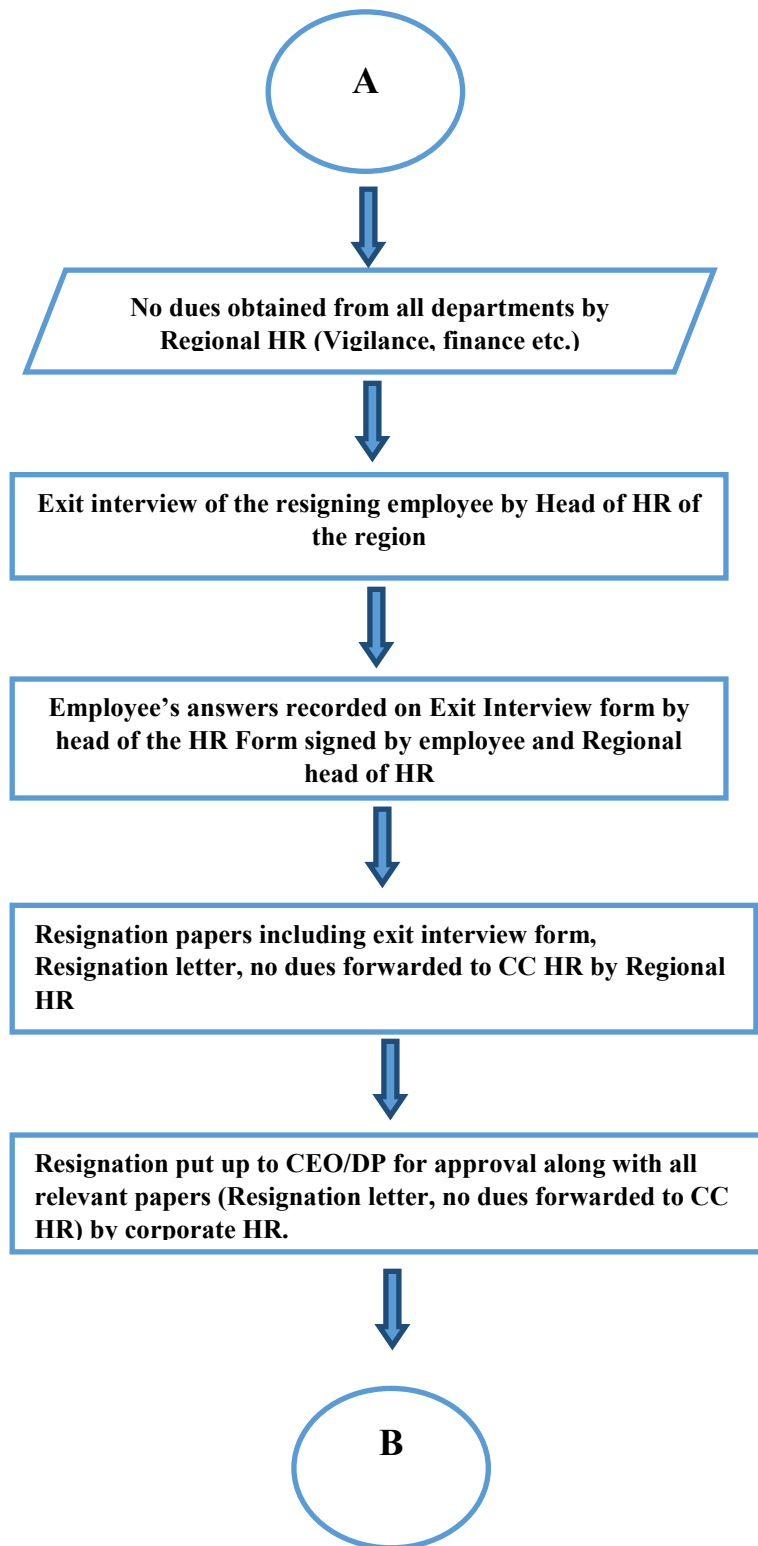 A
No dues obtained from all departments by
Regional HR (Vigilance, finance etc.)
Exit interview of the resigning employee by Head of HR of
the region
Employee’s answers recorded on Exit Interview form by
head of the HR Form signed by employee and Regional
head of HR
Resignation papers including exit interview form,
Resignation letter, no dues forwarded to CC HR by Regional
HR
Resignation put up to CEO/DP for approval along with all
relevant papers (Resignation letter, no dues forwarded to CC
HR) by corporate HR.
B